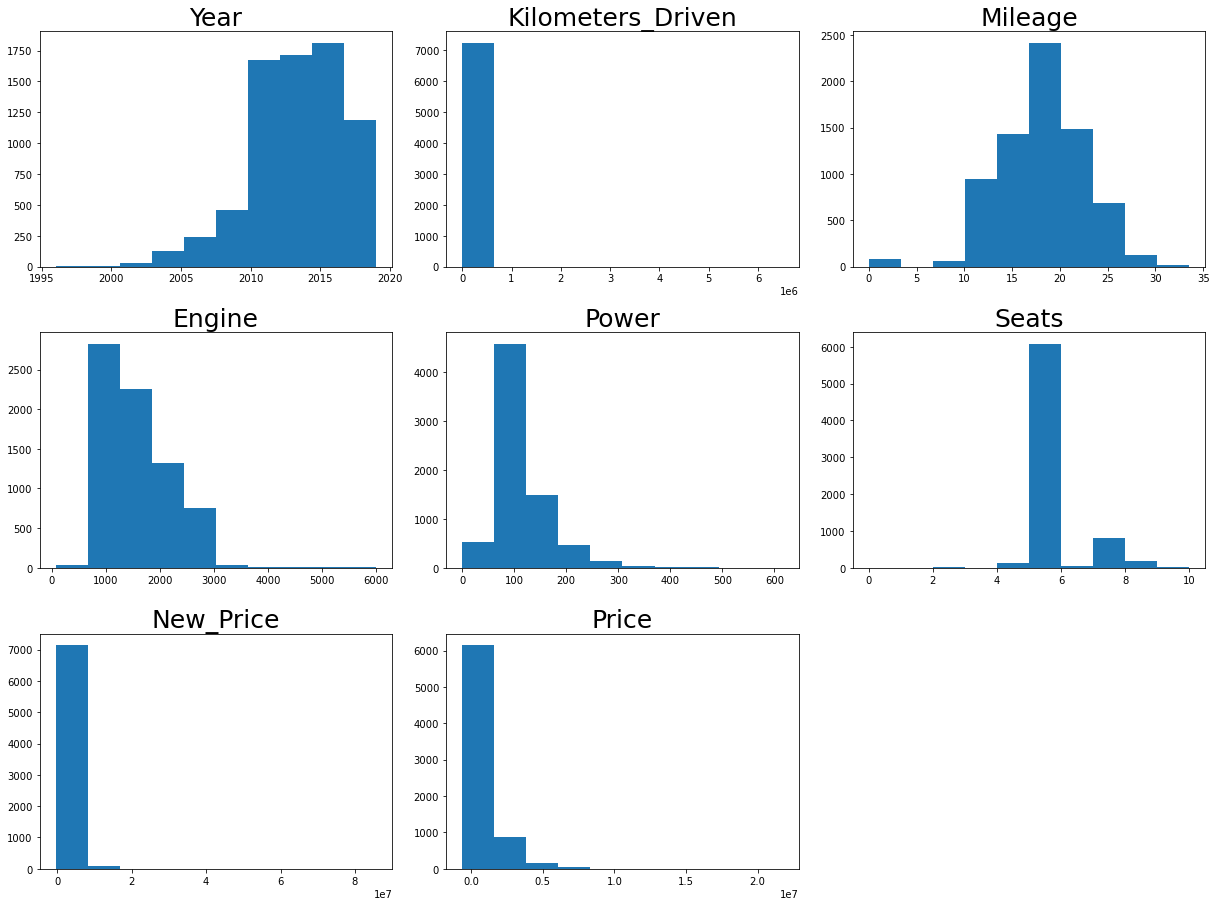 Year
1750
1500
1250
1000
750
500
250
0
1995 2000 2005 2010 2015 2020
Kilometers_Driven
7000
6000
5000
4000
3000
2000
1000
0
0 1 2 3 4 5 6
1e6
Mileage
2500
2000
1500
1000
500
0
0 5 10 15 20 25 30 35
Engine
2500
2000
1500
1000
500
0
0 1000 2000 3000 4000 5000 6000
Power
4000
3000
2000
1000
0
0 100 200 300 400 500 600
Seats
6000
5000
4000
3000
2000
1000
0
0 2 4 6 8 10
New_Price
7000
6000
5000
4000
3000
2000
1000
0
0 2 4 6 8
1e7
Price
6000
5000
4000
3000
2000
1000
0
0.0 0.5 1.0 1.5 2.0
1e7